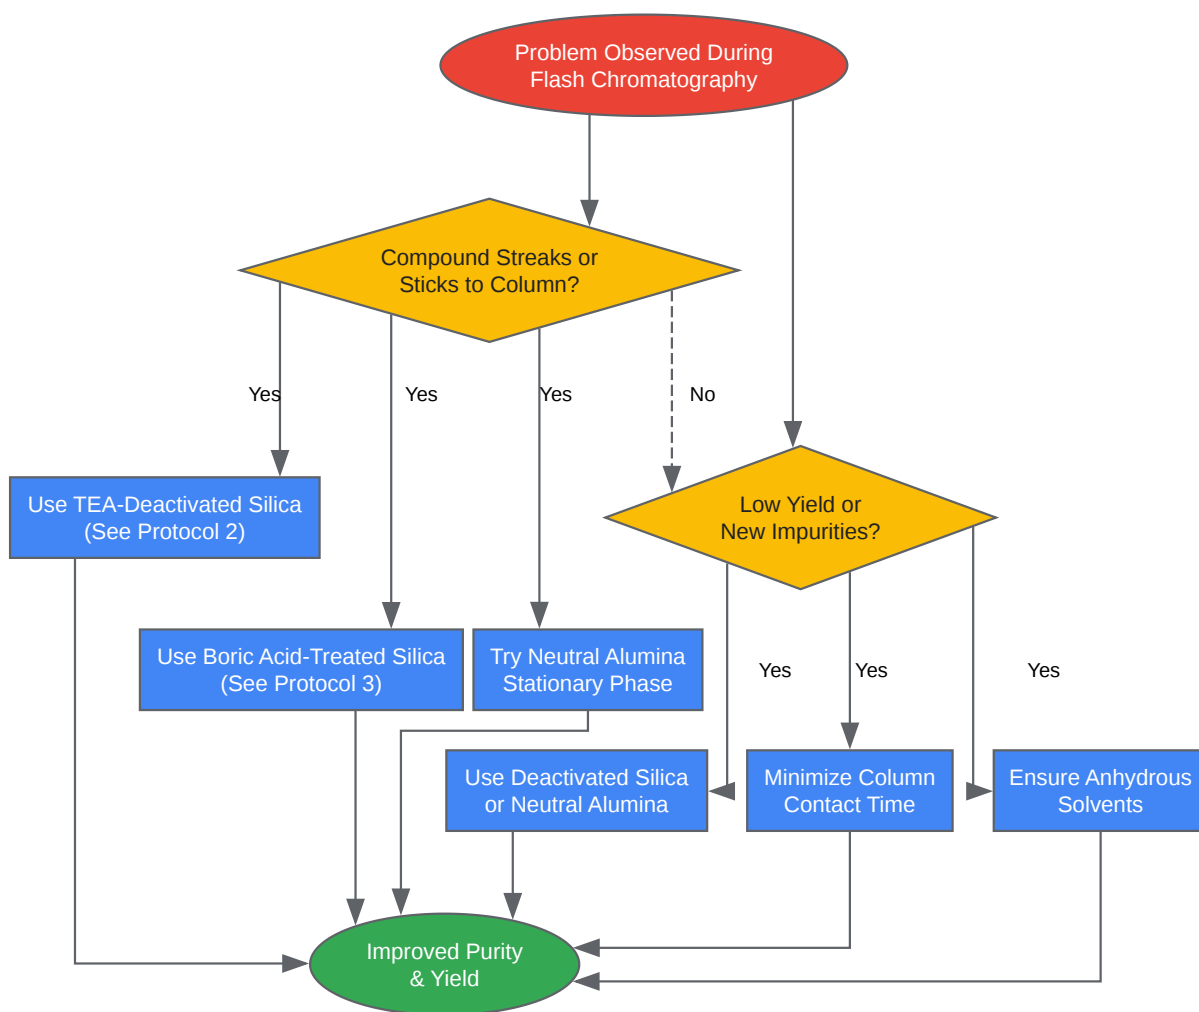 Problem Observed During
Flash Chromatography
Compound Streaks or
Sticks to Column?
Yes
Yes
Yes
No
Use TEA-Deactivated Silica
(See Protocol 2)
Low Yield or
New Impurities?
Use Boric Acid-Treated Silica
(See Protocol 3)
Try Neutral Alumina
Stationary Phase
Yes
Yes
Yes
Use Deactivated Silica
or Neutral Alumina
Minimize Column
Contact Time
Ensure Anhydrous
Solvents
Improved Purity
& Yield